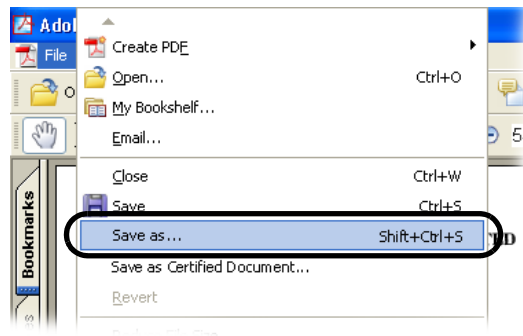 Adol
File
Create PDF
Open... Ctrl+O
My Bookshelf...
Email...
Close Ctrl+W
Save Ctrl+S
Save as... Shift+Ctrl+S
Save as Certified Document...
Revert
Bookmarks
5